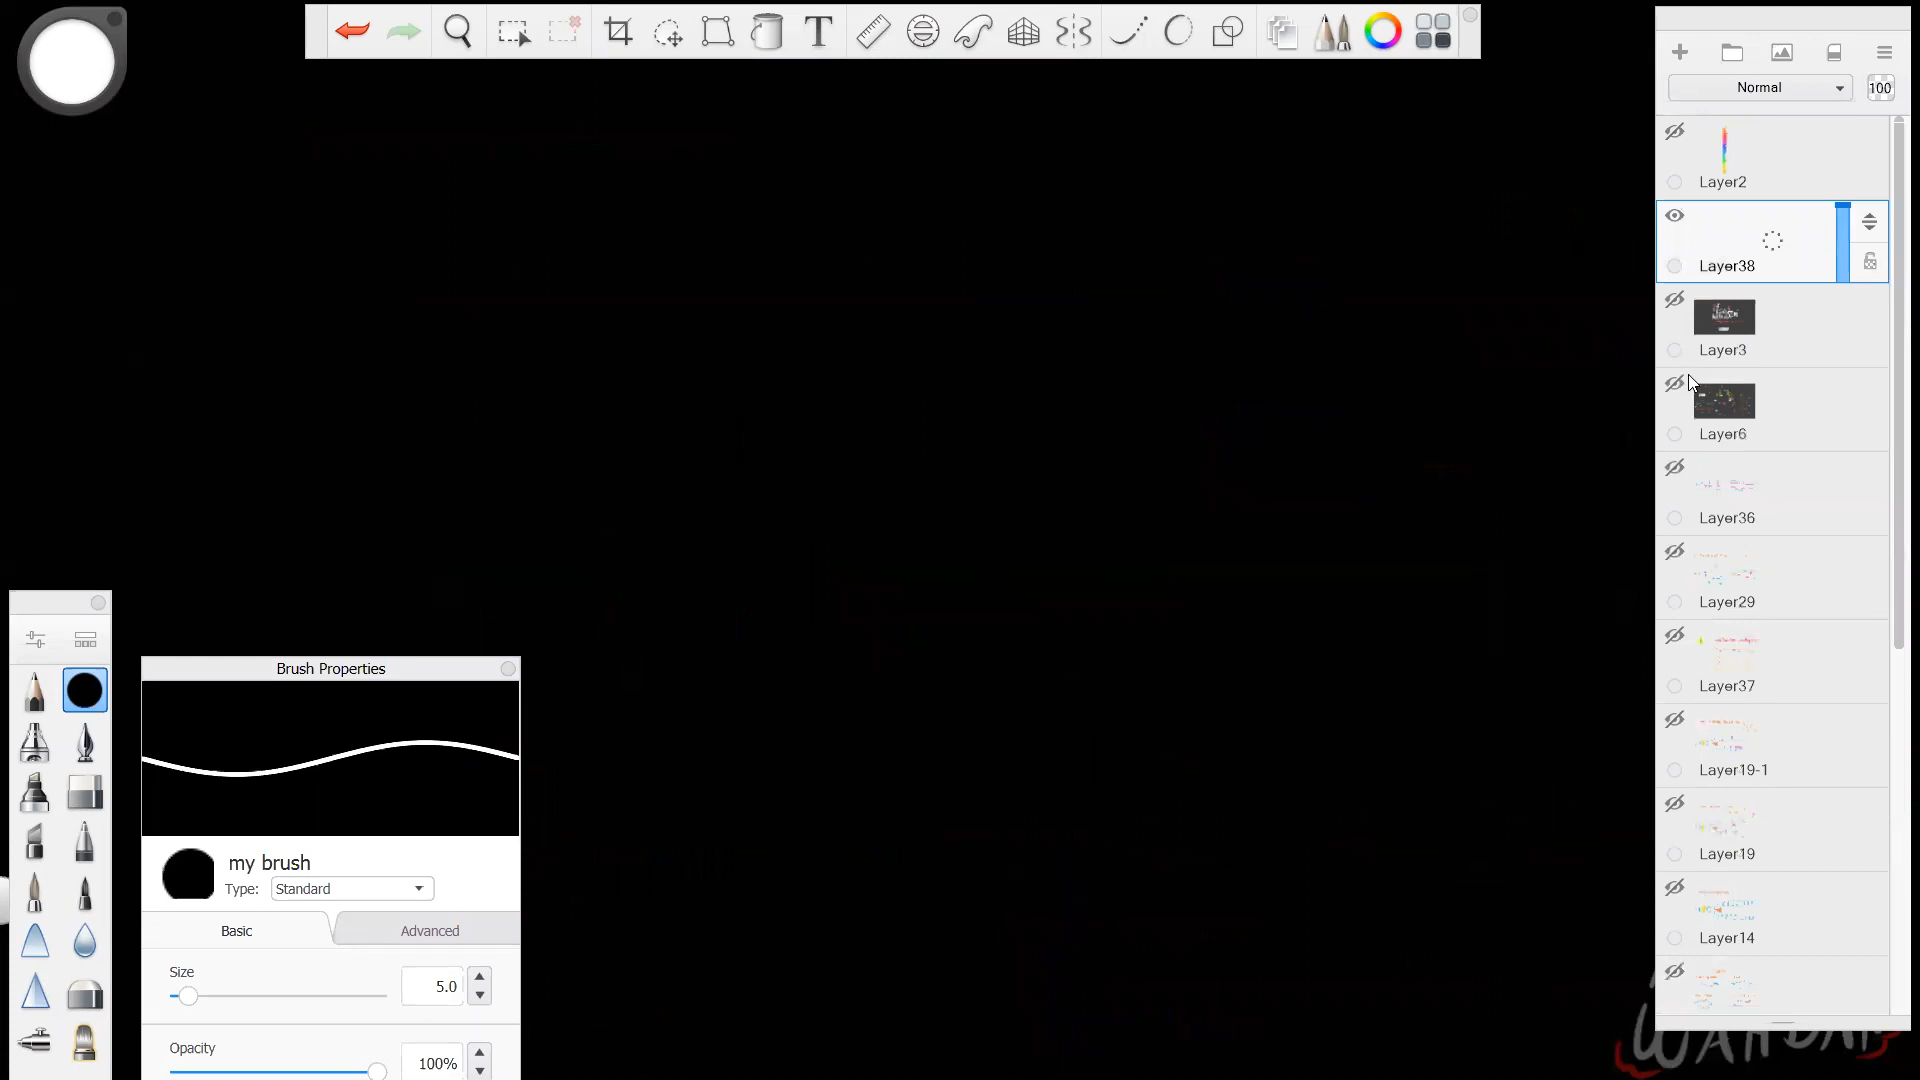 T
Normal
100
Layer2
Layer38
Layer3
Layer6
Layer36
Layer29
Layer37
Layer19-1
Layer19
Layer14
Brush Properties
my brush
Type: Standard
Basic
Advanced
Size
5.0
Opacity
100%